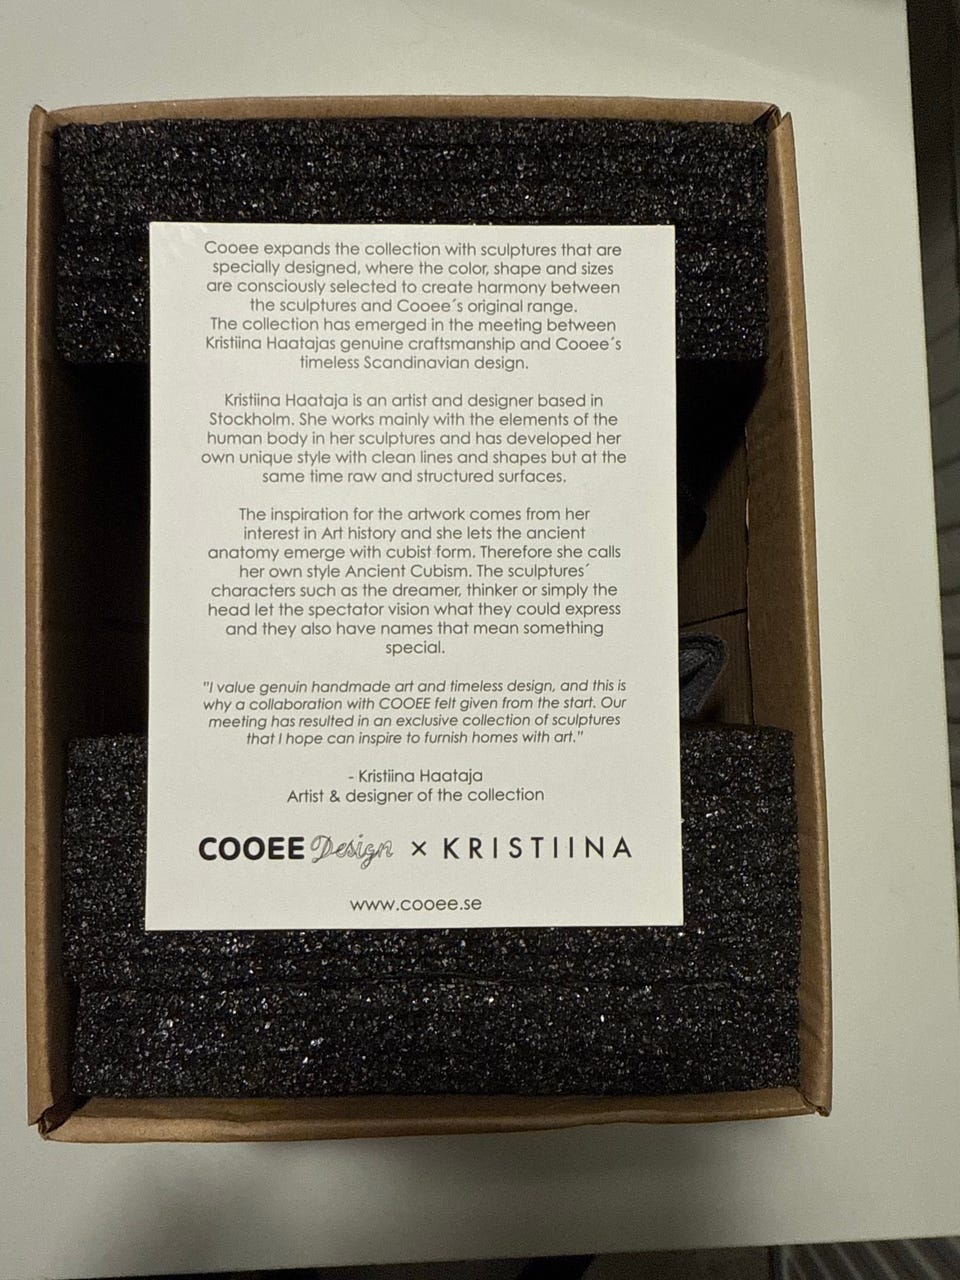 Cooee expands the collection with sculptures that are
specially designed, where the color, shape and sizes
are consciously selected to create harmony between
the sculptures and Cooee´s original range.
The collection has emerged in the meeting between
Kristiina Haatajas genuine craftsmanship and Cooee´s
timeless Scandinavian design.
Kristiina Haataja is an artist and designer based in
Stockholm. She works mainly with the elements of the
human body in her sculptures and has developed her
own unique style with clean lines and shapes but at the
same time raw and structured surfaces.
The inspiration for the artwork comes from her
interest in Art history and she lets the ancient
anatomy emerge with cubist form. Therefore she calls
her own style Ancient Cubism. The sculptures´
characters such as the dreamer, thinker or simply the
head let the spectator vision what they could express
and they also have names that mean something
special.
"I value genuin handmade art and timeless design, and this is
why a collaboration with COOEE felt given from the start. Our
meeting has resulted in an exclusive collection of sculptures
that I hope can inspire to furnish homes with art."
- Kristiina Haataja
Artist & designer of the collection
COOEE Design × KRISTIINA
www.cooee.se